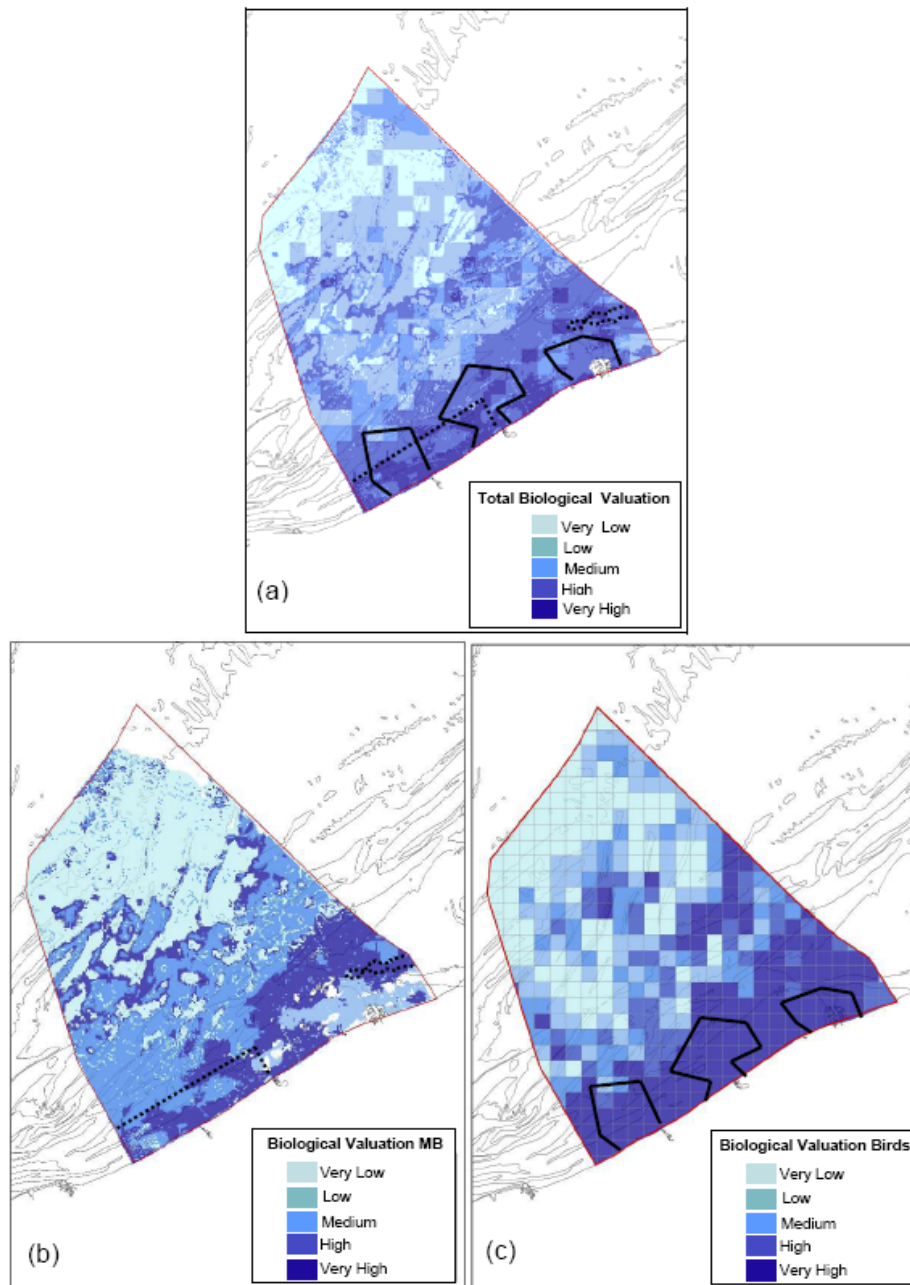 Total Biological Valuation
Very Low
Low
Medium
High
Very High
(a)
Biological Valuation MB
Very Low
Low
Medium
High
Very High
(b)
Biological Valuation Birds
Very Low
Low
Medium
High
Very High
(c)